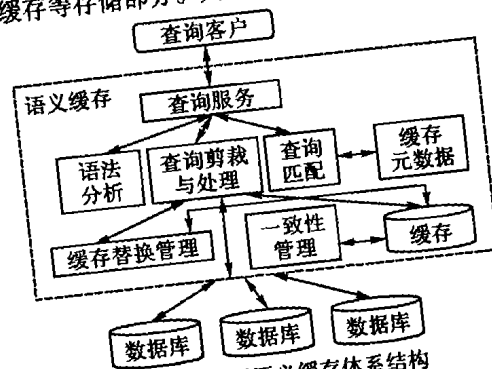 缓存等存储部分。
查询客户
语义缓存
查询服务
语法
分析
查询剪裁
与处理
查询
匹配
缓存
元数据
缓存替换管理
一致性
管理
缓存
数据库
数据库
数据库
语义缓存体系结构